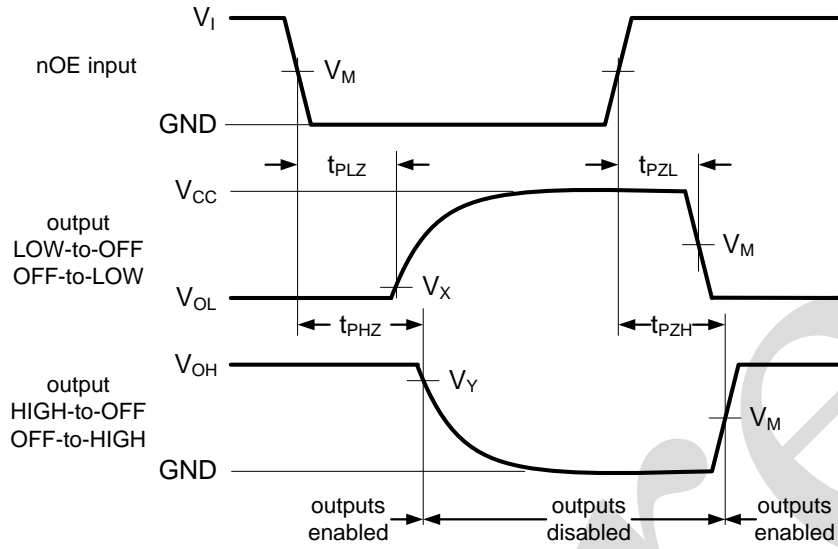 V_I
nOE input
V_M
GND
t_PLZ
t_PZL
V_CC
output
LOW-to-OFF
OFF-to-LOW
V_M
V_X
V_OL
t_PHZ
t_PZH
V_OH
output
HIGH-to-OFF
OFF-to-HIGH
V_Y
V_M
GND
outputs
enabled
outputs
disabled
outputs
enabled